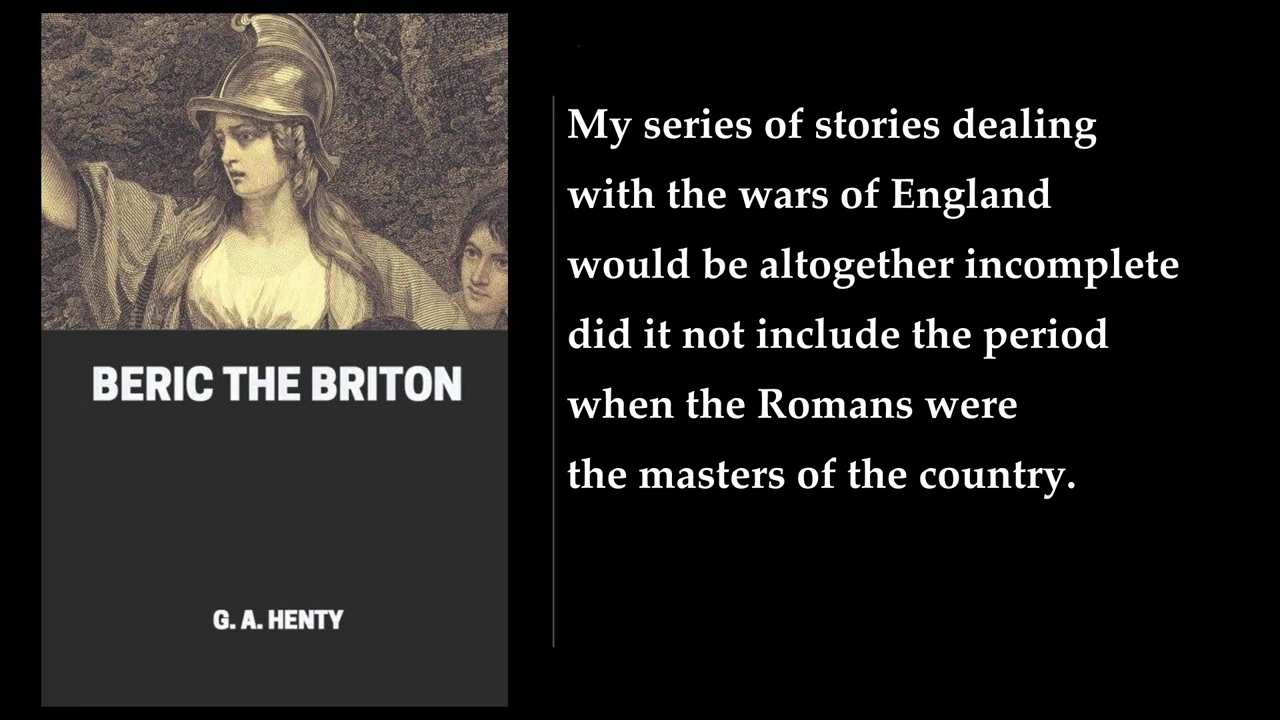 BERIC THE BRITON
G. A. HENTY
My series of stories dealing
with the wars of England
would be altogether incomplete
did it not include the period
when the Romans were
the masters of the country.